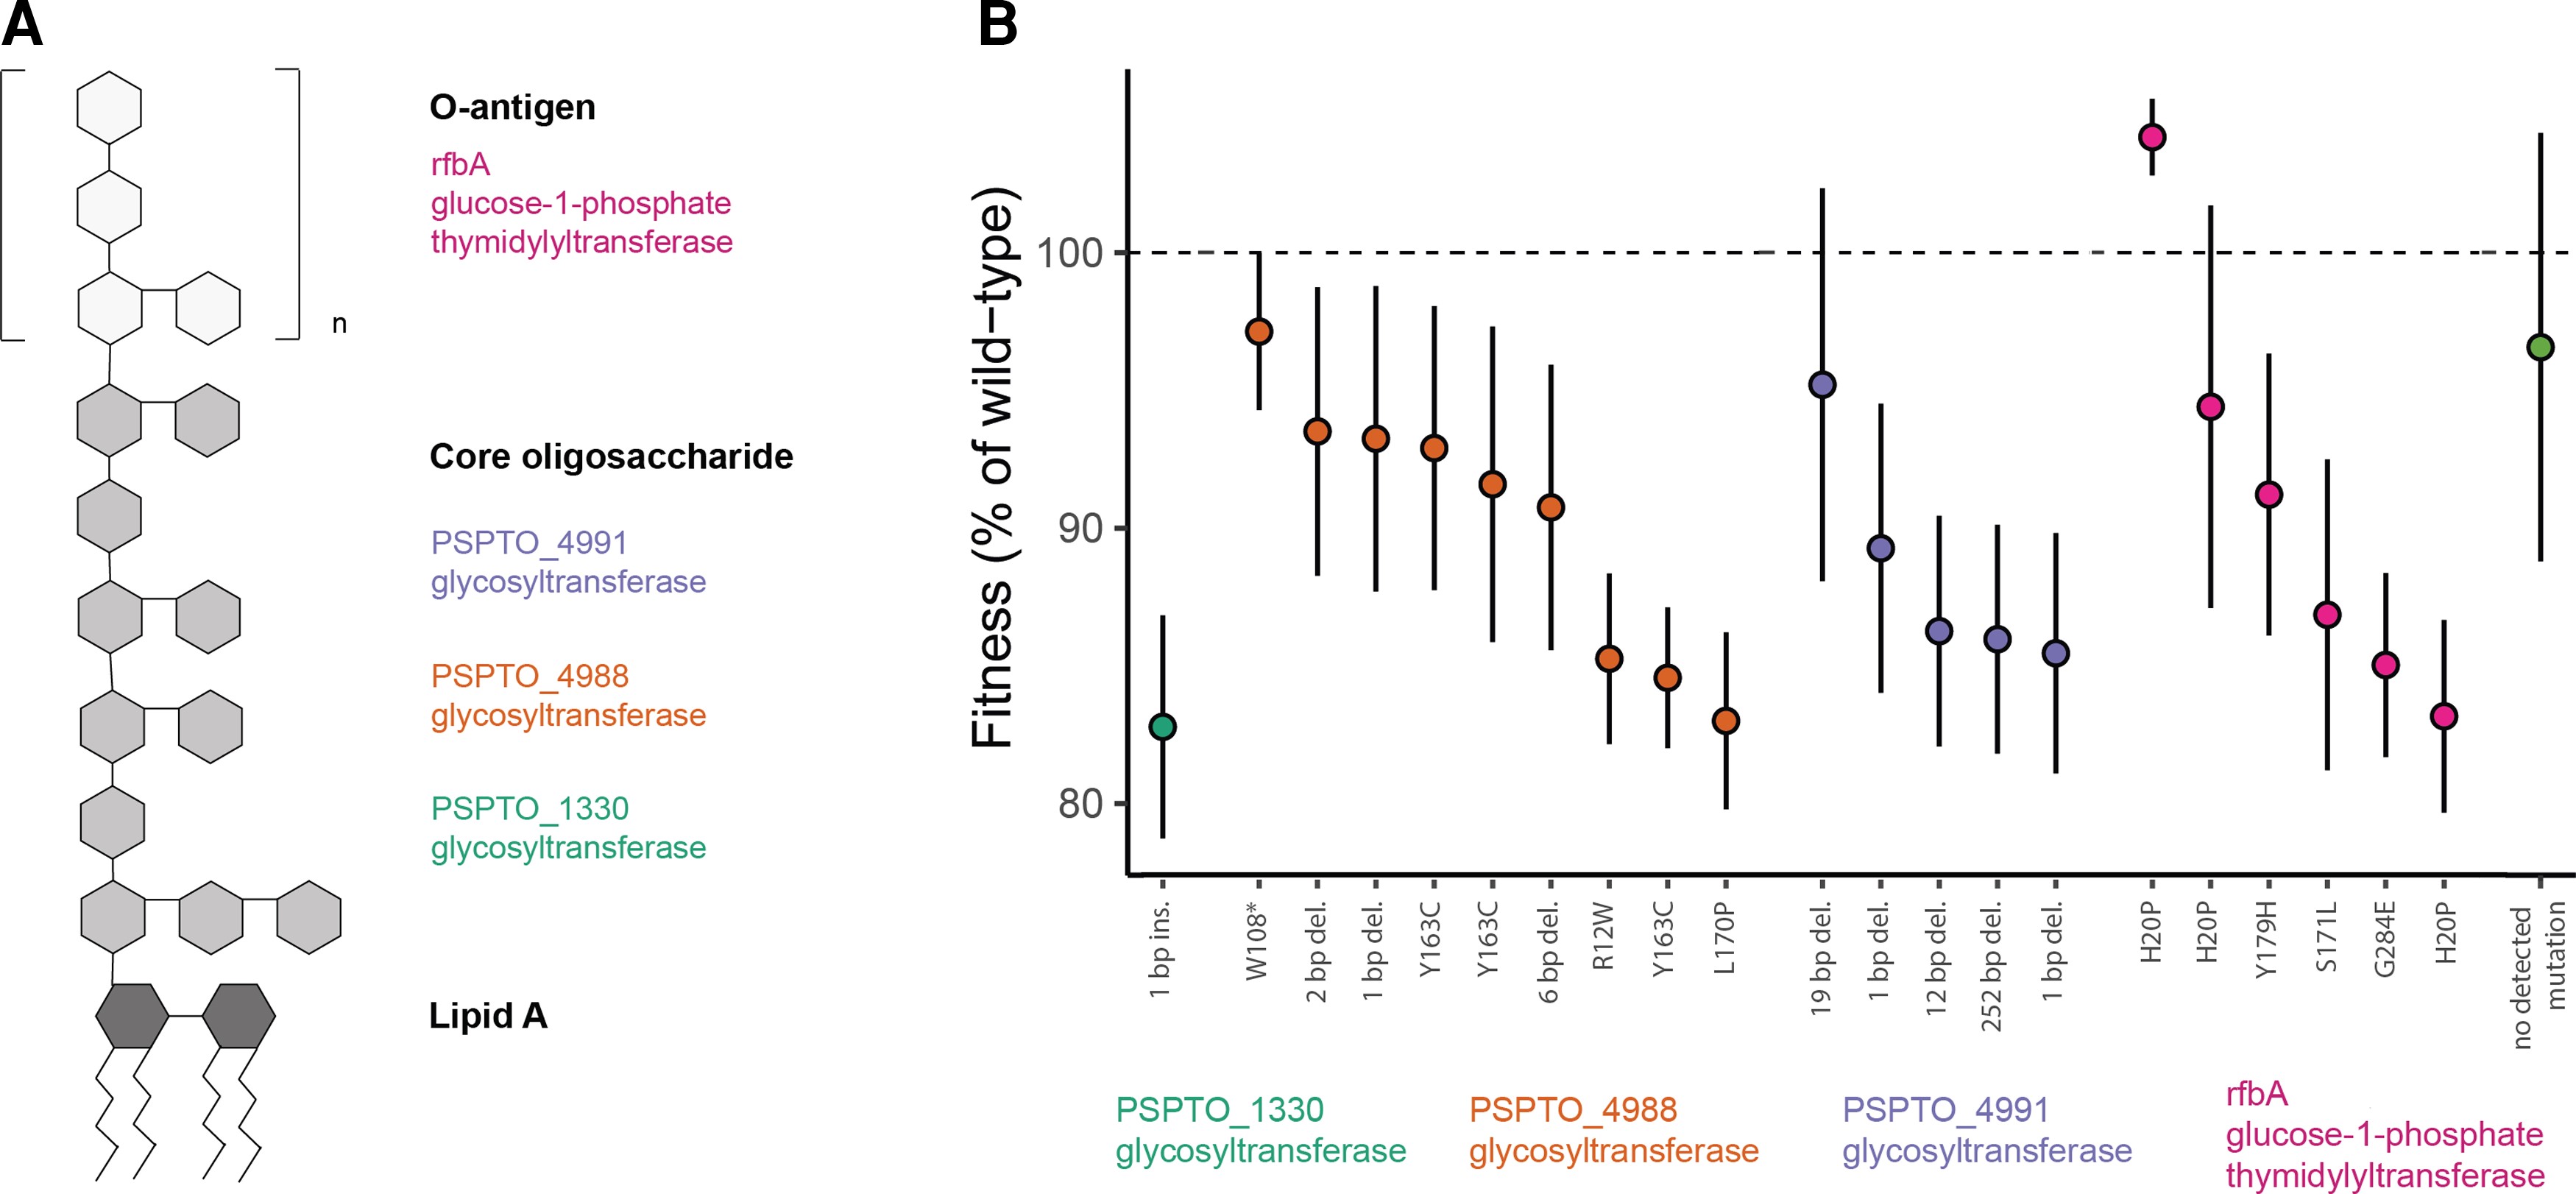 A
O-antigen
rfbA
glucose-1-phosphate
thymidylyltransferase
n
Core oligosaccharide
PSPTO_4991
glycosyltransferase
PSPTO_4988
glycosyltransferase
PSPTO_1330
glycosyltransferase
Lipid A
B
Fitness (% of wild−type)
100
90
80
1 bp ins.
W108*
2 bp del.
1 bp del.
Y163C
Y163C
6 bp del.
R12W
Y163C
L170P
19 bp del.
1 bp del.
12 bp del.
252 bp del.
1 bp del.
H20P
H20P
Y179H
S171L
G284E
H20P
no detected
mutation
PSPTO_1330
glycosyltransferase
PSPTO_4988
glycosyltransferase
PSPTO_4991
glycosyltransferase
rfbA
glucose-1-phosphate
thymidylyltransferase